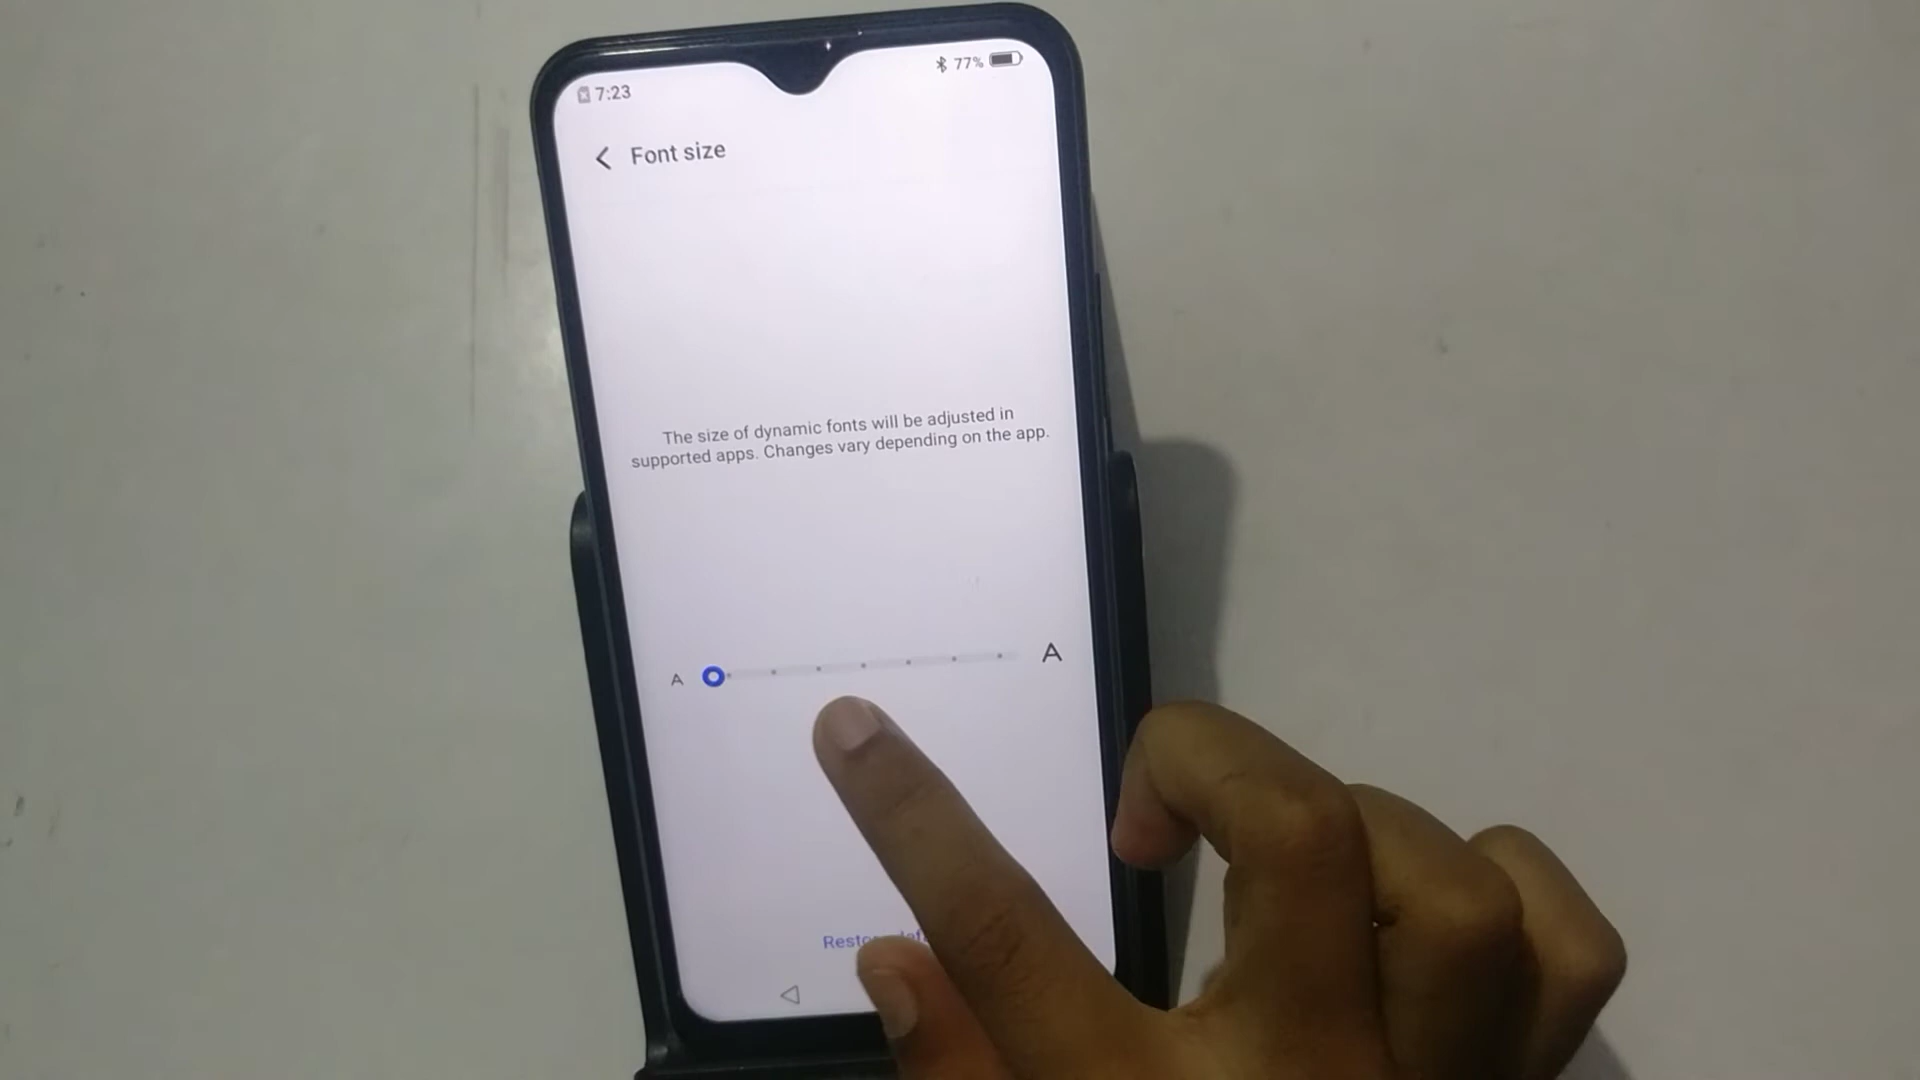 7:23
77%
Font size
The size of dynamic fonts will be adjusted in
supported apps. Changes vary depending on the app.
A
A